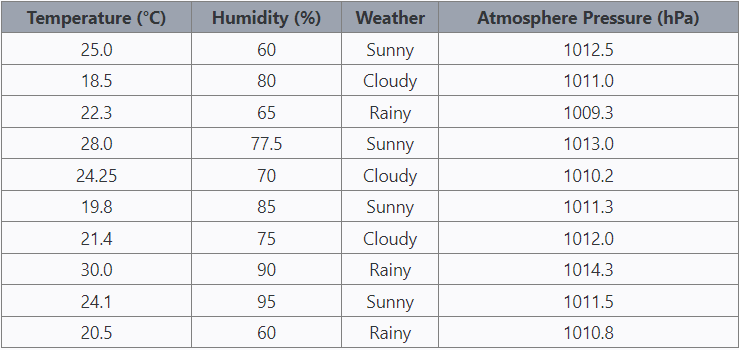 Temperature (°C) Humidity (%) Weather Atmosphere Pressure (hPa)
25.0 60 Sunny 1012.5
18.5 80 Cloudy 1011.0
22.3 65 Rainy 1009.3
28.0 77.5 Sunny 1013.0
24.25 70 Cloudy 1010.2
19.8 85 Sunny 1011.3
21.4 75 Cloudy 1012.0
30.0 90 Rainy 1014.3
24.1 95 Sunny 1011.5
20.5 60 Rainy 1010.8